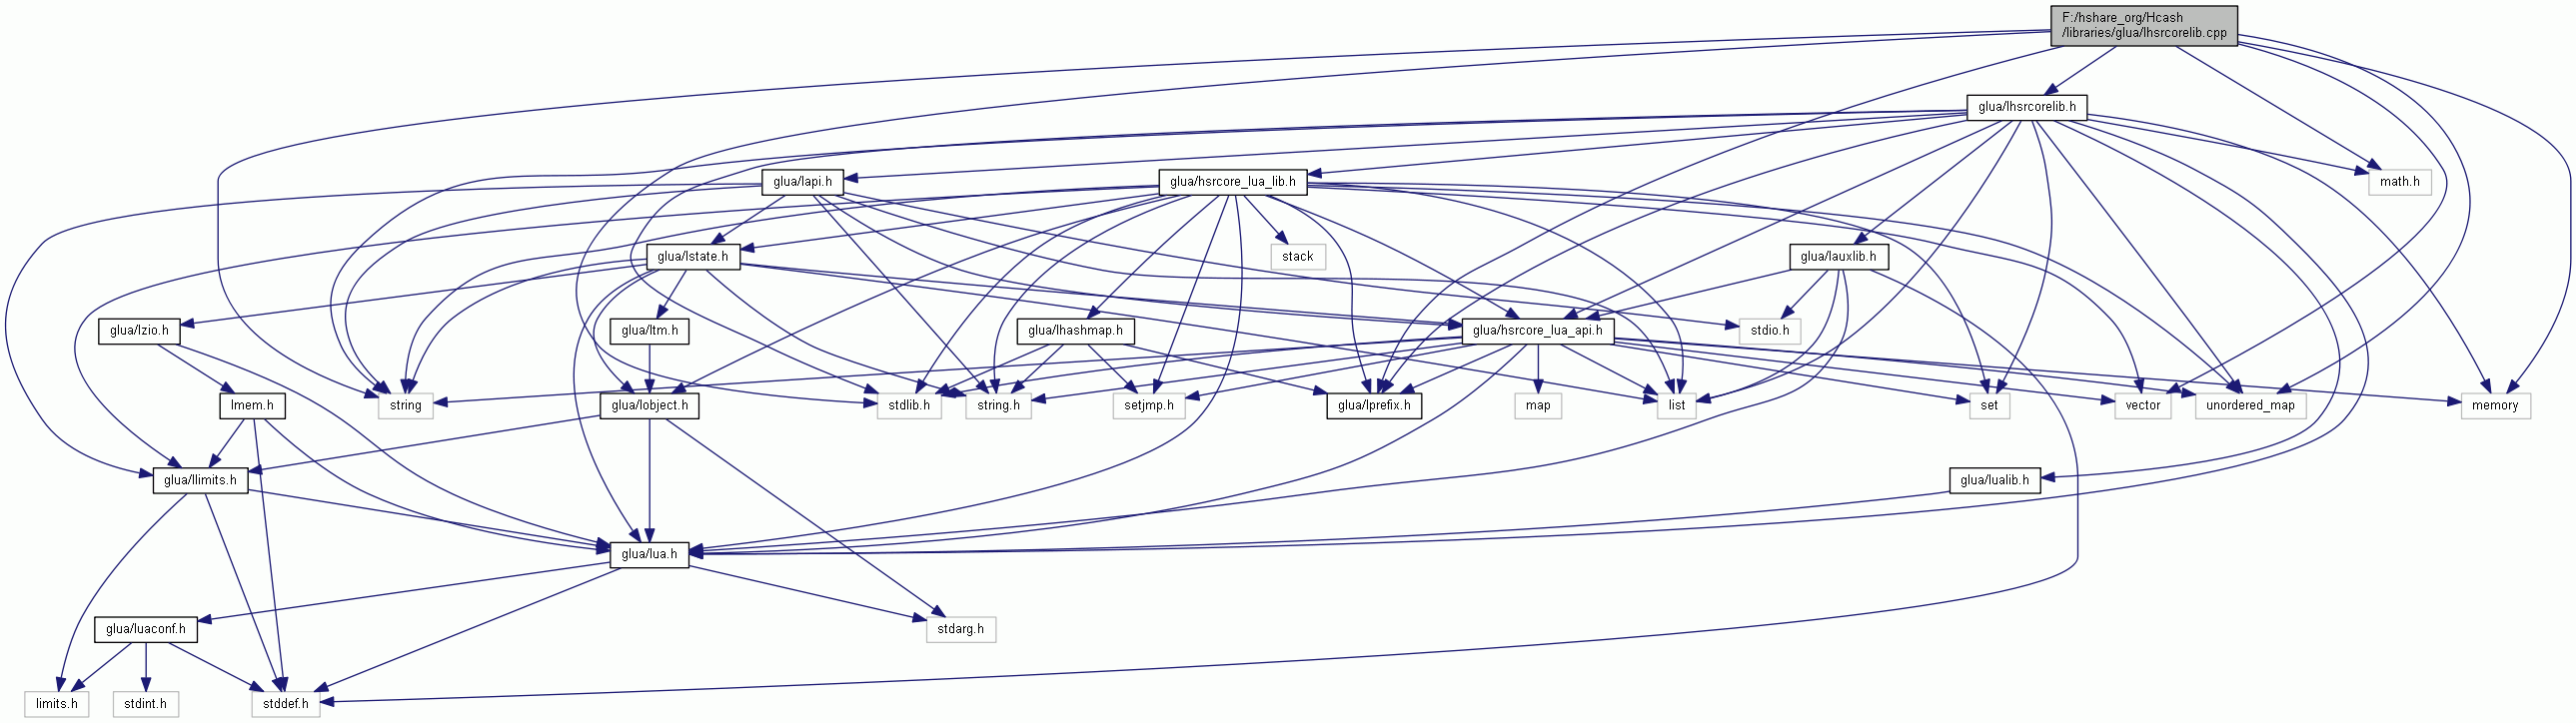 F:/hshare_org/Hcash
/libraries/glua/lhsrcorelib.cpp
glua/lhsrcorelib.h
glua/lapi.h
glua/hsrcore_lua_lib.h
math.h
glua/lstate.h
stack
glua/lauxlib.h
glua/lzio.h
glua/ltm.h
glua/lhashmap.h
glua/hsrcore_lua_api.h
stdio.h
lmem.h
string
glua/lobject.h
stdlib.h
string.h
setjmp.h
glua/lprefix.h
map
list
set
vector
unordered_map
memory
glua/llimits.h
glua/lualib.h
glua/lua.h
glua/luaconf.h
stdarg.h
limits.h
stdint.h
stddef.h